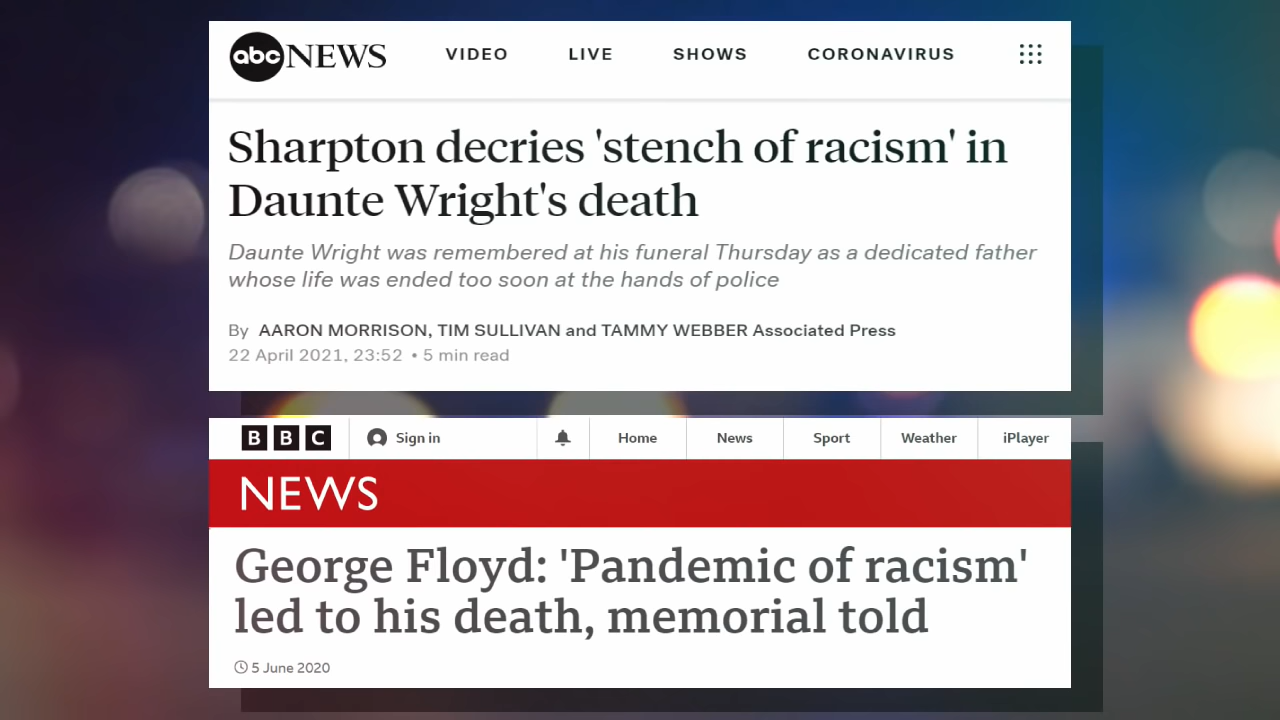 abc NEWS VIDEO LIVE SHOWS CORONAVIRUS
Sharpton decries 'stench of racism' in
Daunte Wright's death
Daunte Wright was remembered at his funeral Thursday as a dedicated father
whose life was ended too soon at the hands of police
By AARON MORRISON, TIM SULLIVAN and TAMMY WEBBER Associated Press
22 April 2021, 23:52 • 5 min read
BBC Sign in Home News Sport Weather iPlayer
NEWS
George Floyd: 'Pandemic of racism'
led to his death, memorial told
5 June 2020